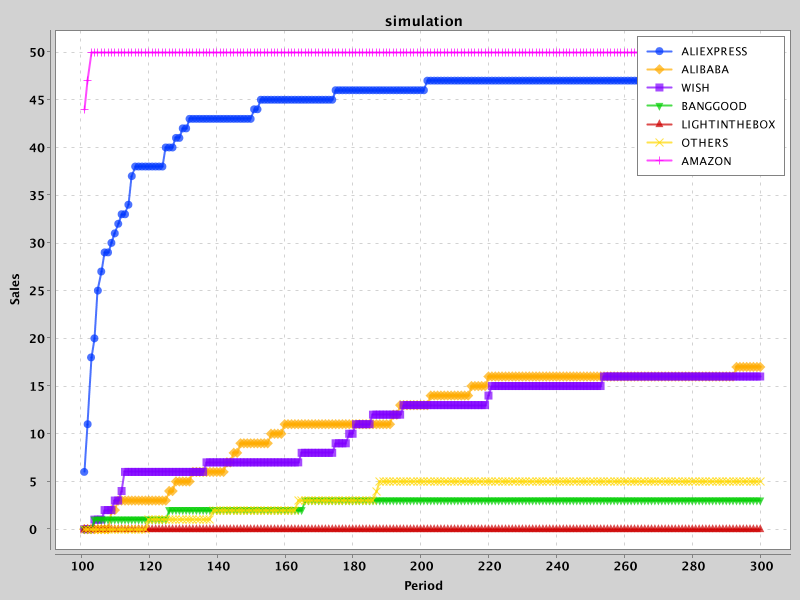 simulation
50
45
40
35
30
25
20
15
10
5
0
Sales
100
120
140
160
180
200
220
240
260
280
300
Period
ALIEXPRESS
ALIBABA
WISH
BANGGOOD
LIGHTINTHEBOX
OTHERS
AMAZON